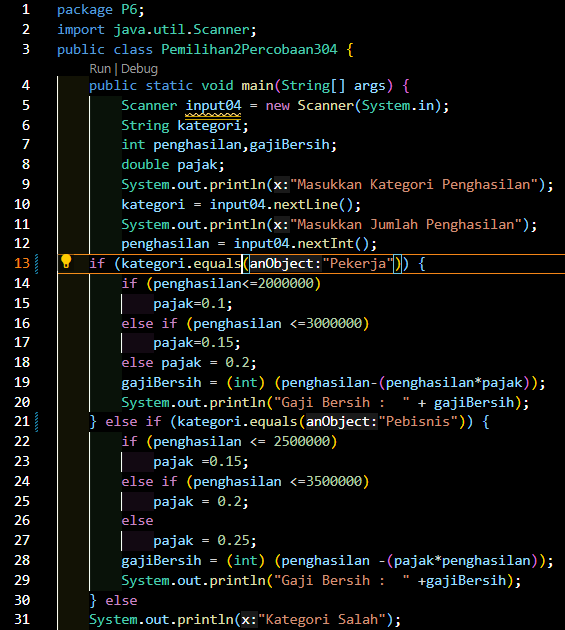 1 package P6;
2 import java.util.Scanner;
3 public class Pemilihan2Percobaan304 {
Run | Debug
4 public static void main(String[] args) {
5 Scanner input04 = new Scanner(System.in);
6 String kategori;
7 int penghasilan,gajiBersih;
8 double pajak;
9 System.out.println(x:"Masukkan Kategori Penghasilan");
10 kategori = input04.nextLine();
11 System.out.println(x:"Masukkan Jumlah Penghasilan");
12 penghasilan = input04.nextInt();
13 if (kategori.equals(anObject:"Pekerja")) {
14 if (penghasilan<=2000000)
15 pajak=0.1;
16 else if (penghasilan <=3000000)
17 pajak=0.15;
18 else pajak = 0.2;
19 gajiBersih = (int) (penghasilan-(penghasilan*pajak));
20 System.out.println("Gaji Bersih :  " + gajiBersih);
21 } else if (kategori.equals(anObject:"Pebisnis")) {
22 if (penghasilan <= 2500000)
23 pajak =0.15;
24 else if (penghasilan <=3500000)
25 pajak = 0.2;
26 else
27 pajak = 0.25;
28 gajiBersih = (int) (penghasilan -(pajak*penghasilan));
29 System.out.println("Gaji Bersih :  " +gajiBersih);
30 } else
31 System.out.println(x:"Kategori Salah");